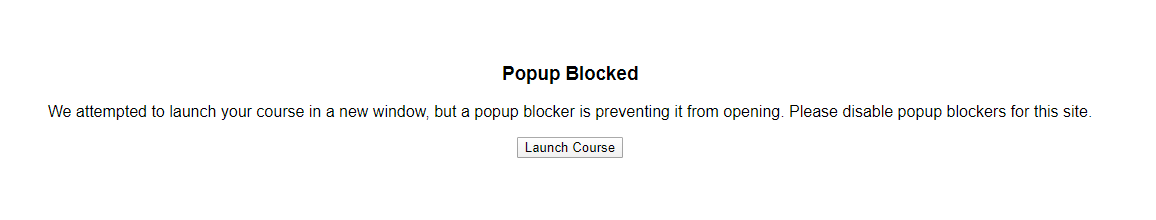 Popup Blocked
We attempted to launch your course in a new window, but a popup blocker is preventing it from opening. Please disable popup blockers for this site.
Launch Course